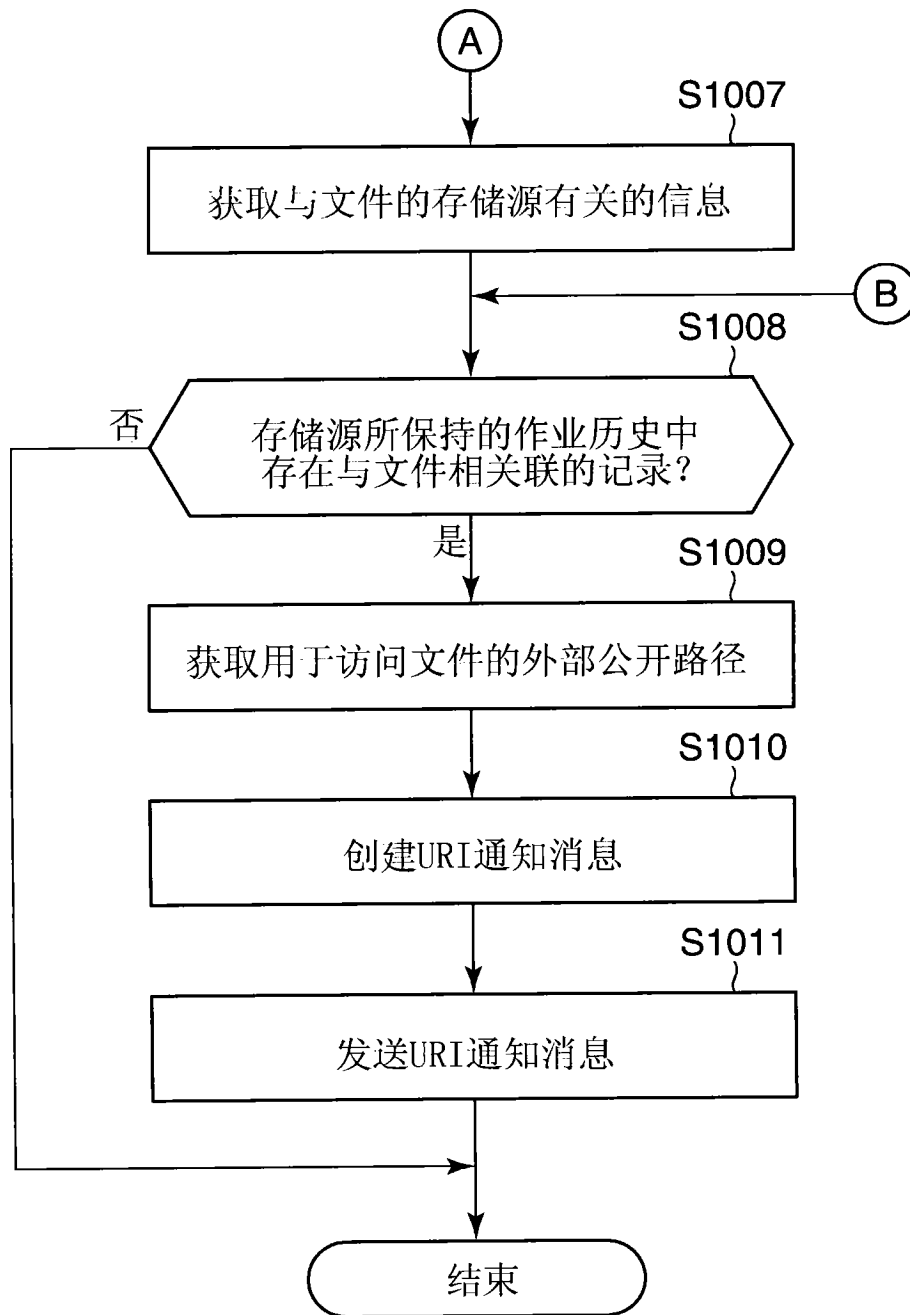 A
S1007
获取与文件的存储源有关的信息
B
S1008
否
存储源所保持的作业历史中
存在与文件相关联的记录？
是
S1009
获取用于访问文件的外部公开路径
S1010
创建URI通知消息
S1011
发送URI通知消息
结束